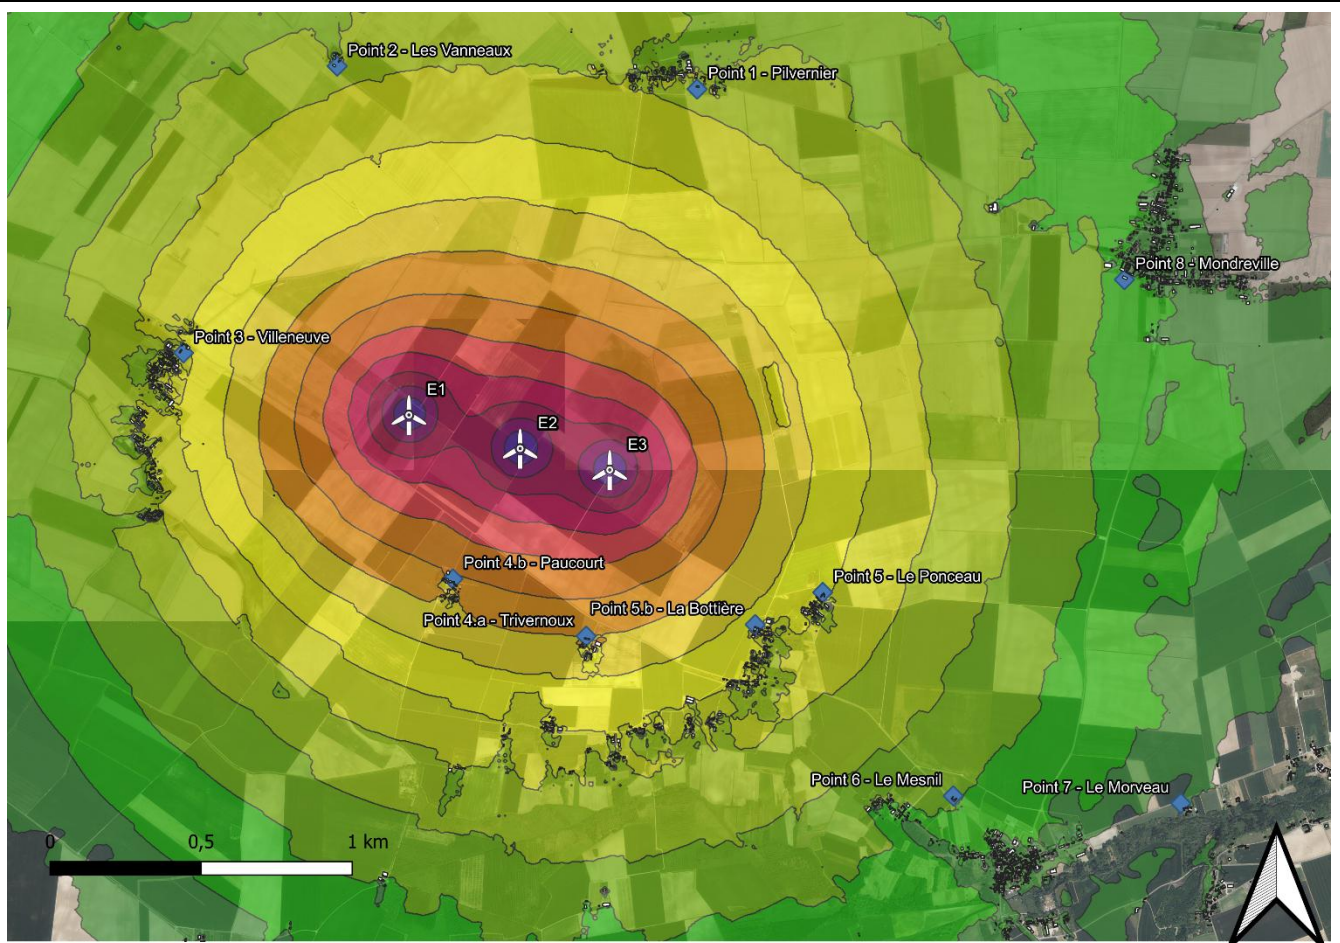 Point 2 - Les Vanneaux
Point 1 - Pilvernier
Point 8 - Mondreville
Point 3 - Villeneuve
E1
E2
E3
Point 4.b - Paucourt
Point 5 - Le Ponceau
Point 5.b - La Bottière
Point 4.a - Trivernoux
Point 6 - Le Mesnil
Point 7 - Le Morveau
0 0,5 1 km